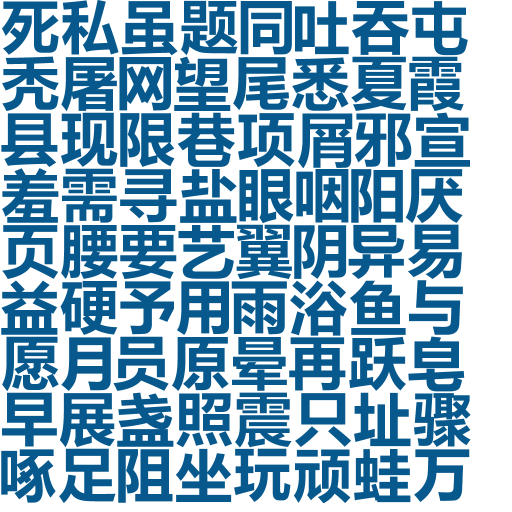 死私虽题同吐吞屯
秃屠网望尾悉夏霞
县现限巷项屑邪宣
羞需寻盐眼咽阳厌
页腰要艺翼阴异易
益硬予用雨浴鱼与
愿月员原晕再跃皂
早展盏照震只址骤
啄足阻坐玩顽蛙万